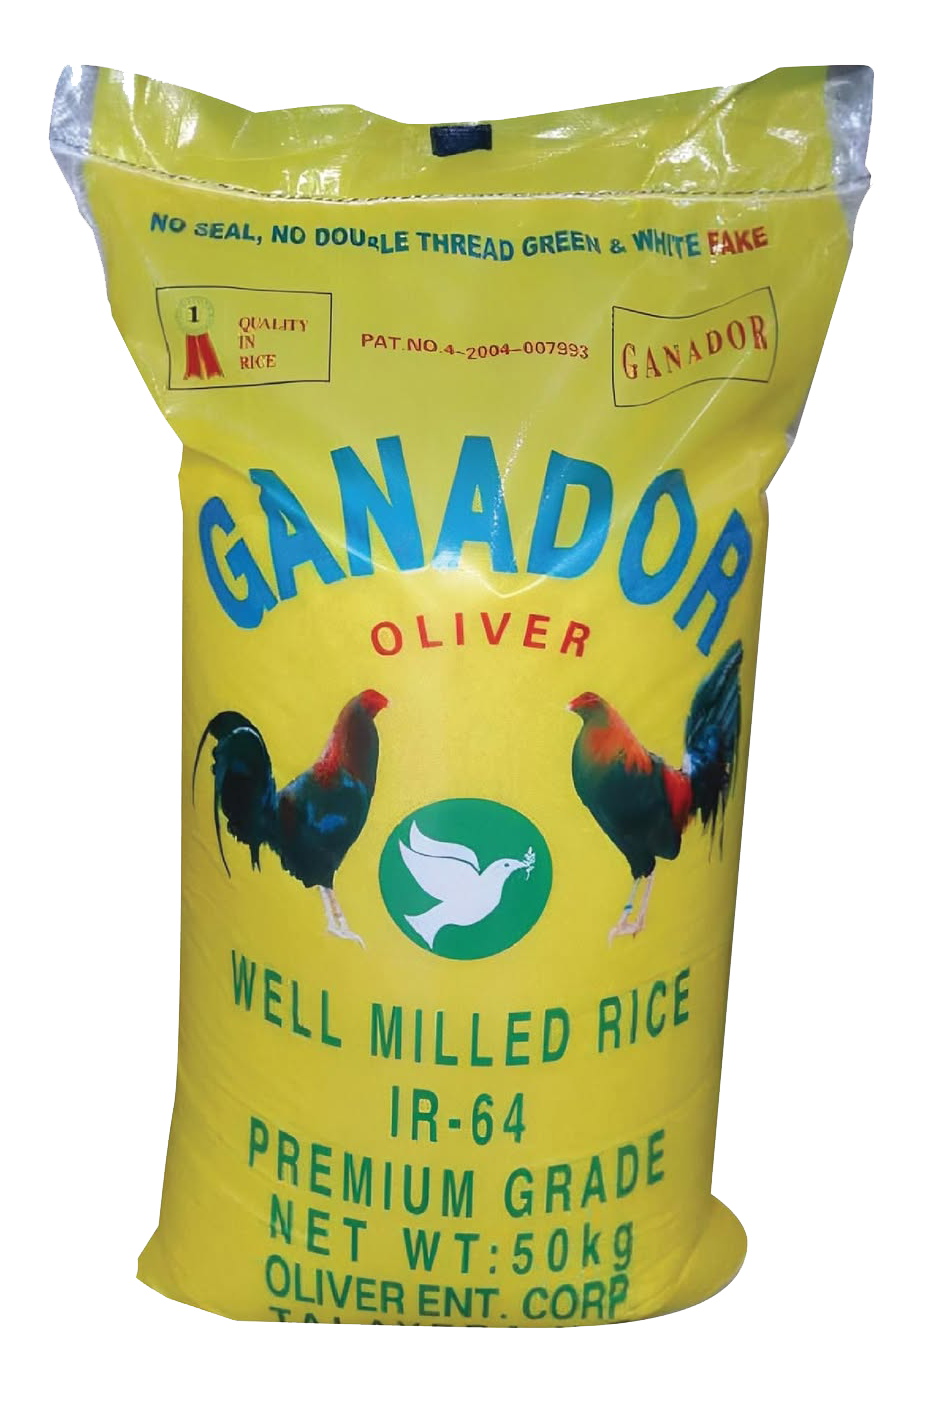 NO SEAL, NO DOUBLE THREAD GREEN & WHITE FAKE
1
QUALITY
IN
RICE
PAT.NO.4-2004-007993
GANADOR
GANADOR
OLIVER
WELL MILLED RICE
IR-64
PREMIUM GRADE
NET WT:50kg
OLIVER ENT. CORP.